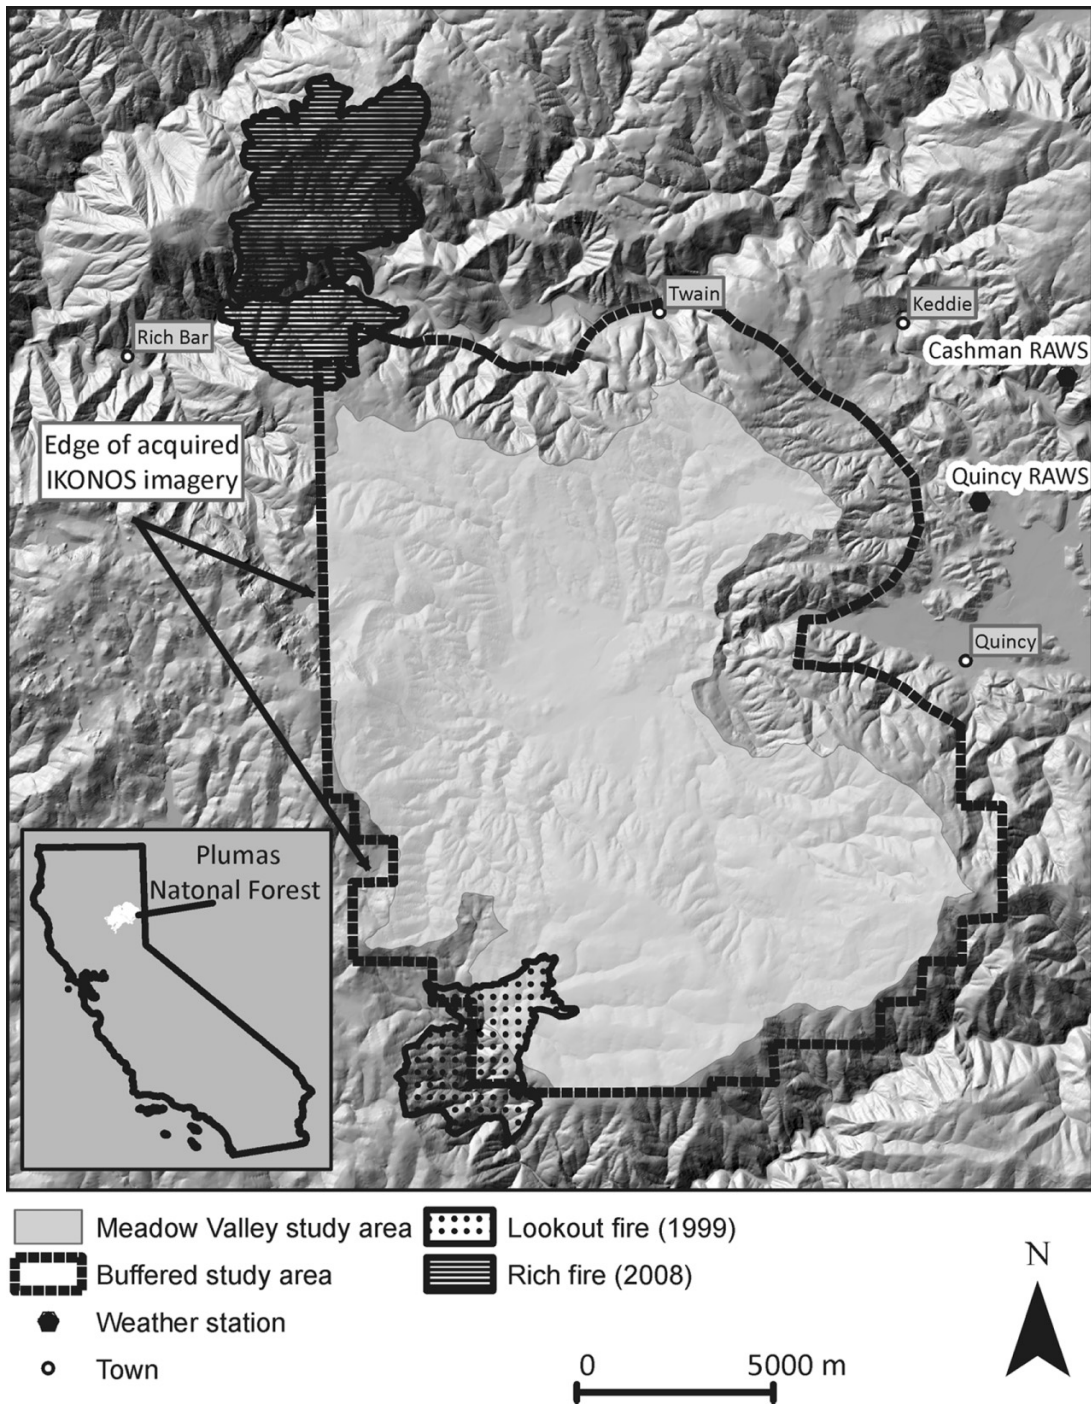 Twain
Keddie
Rich Bar
Cashman RAWS
Edge of acquired
IKONOS imagery
Quincy RAWS
Quincy
Plumas
Natonal Forest
Meadow Valley study area
Lookout fire (1999)
Buffered study area
Rich fire (2008)
Weather station
Town
N
0 5000 m